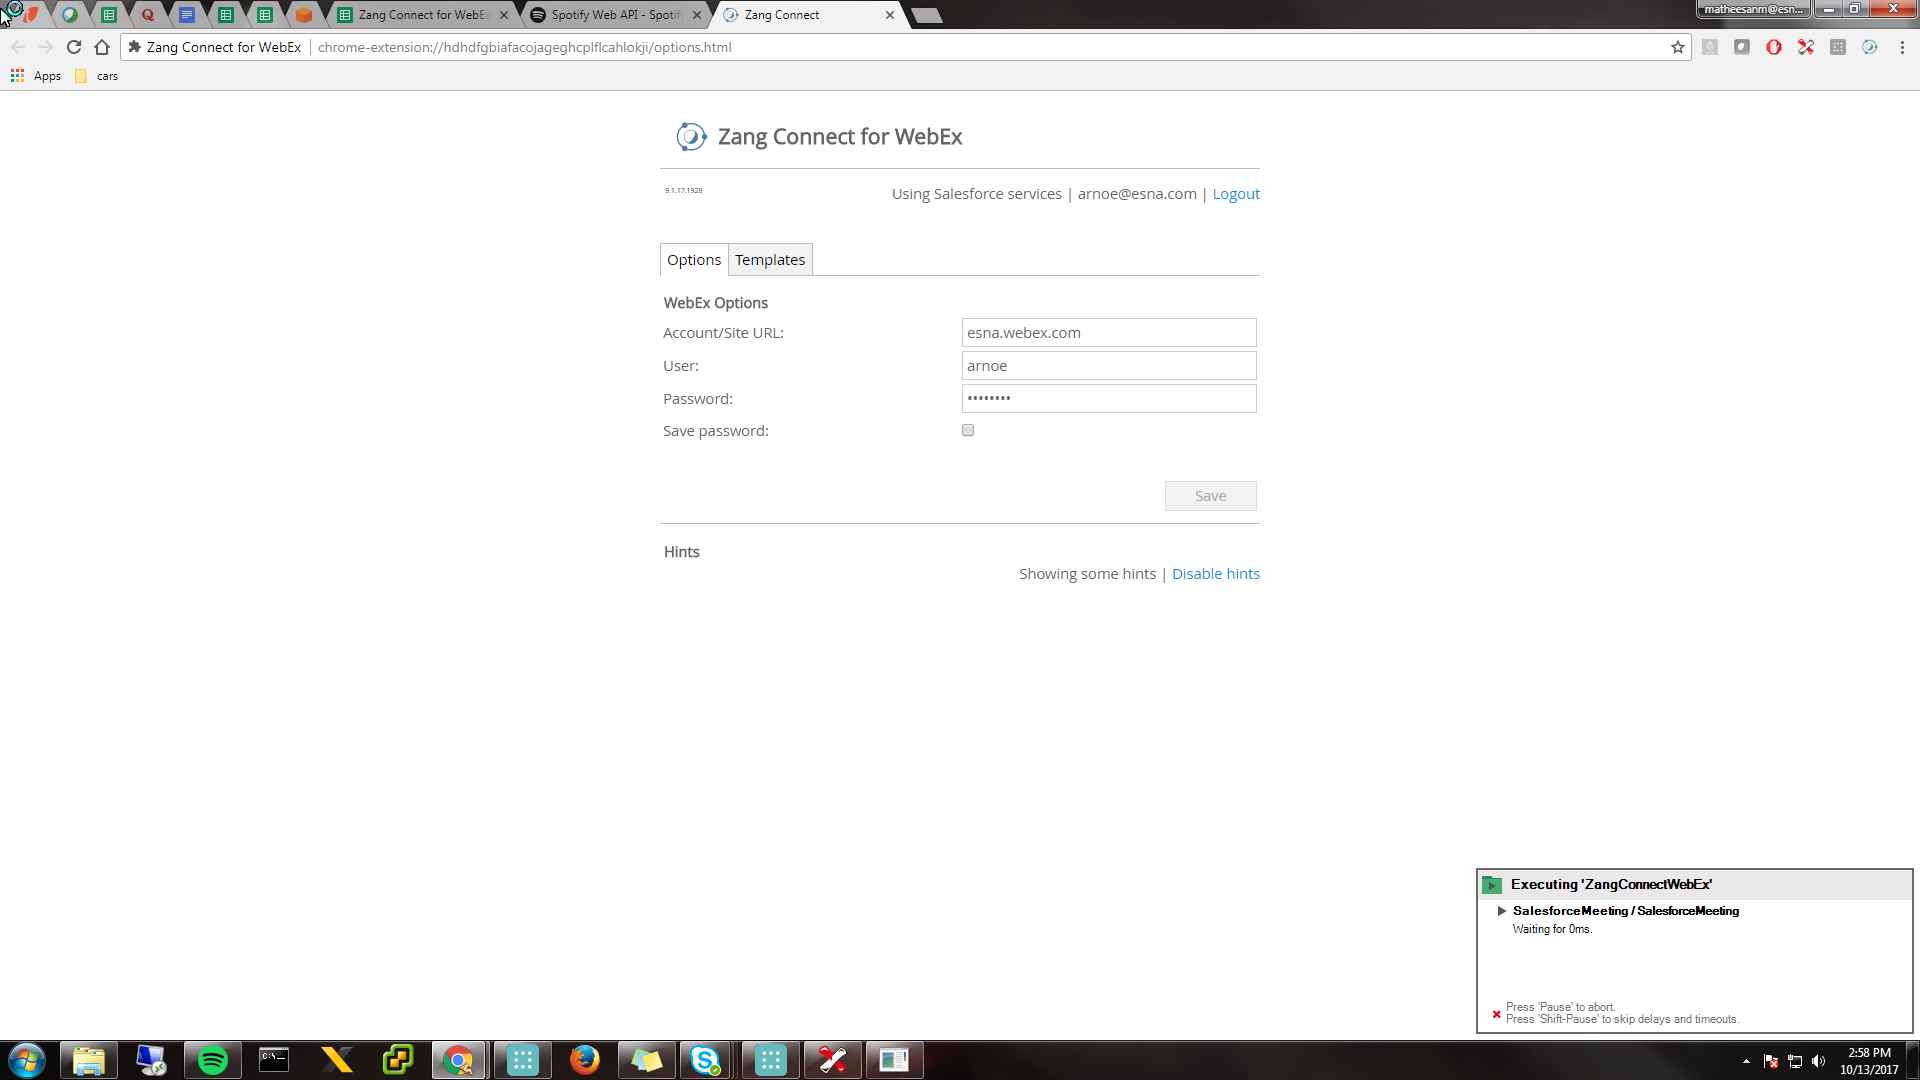 Zang Connect for WebEx
Spotify Web API - Spotif
Zang Connect
matheesanm@esn...
Zang Connect for WebEx
chrome-extension://hdhdfgbiafacojageghcplflcahlokji/options.html
Apps
cars
Zang Connect for WebEx
9.1.17.1928
Using Salesforce services | arnoe@esna.com | Logout
Options
Templates
WebEx Options
Account/Site URL:
esna.webex.com
User:
arnoe
Password:
••••••••
Save password:
Save
Hints
Showing some hints | Disable hints
Executing 'ZangConnectWebEx'
SalesforceMeeting / SalesforceMeeting
Waiting for 0ms.
Press 'Pause' to abort.
Press 'Shift-Pause' to skip delays and timeouts.
2:58 PM
10/13/2017